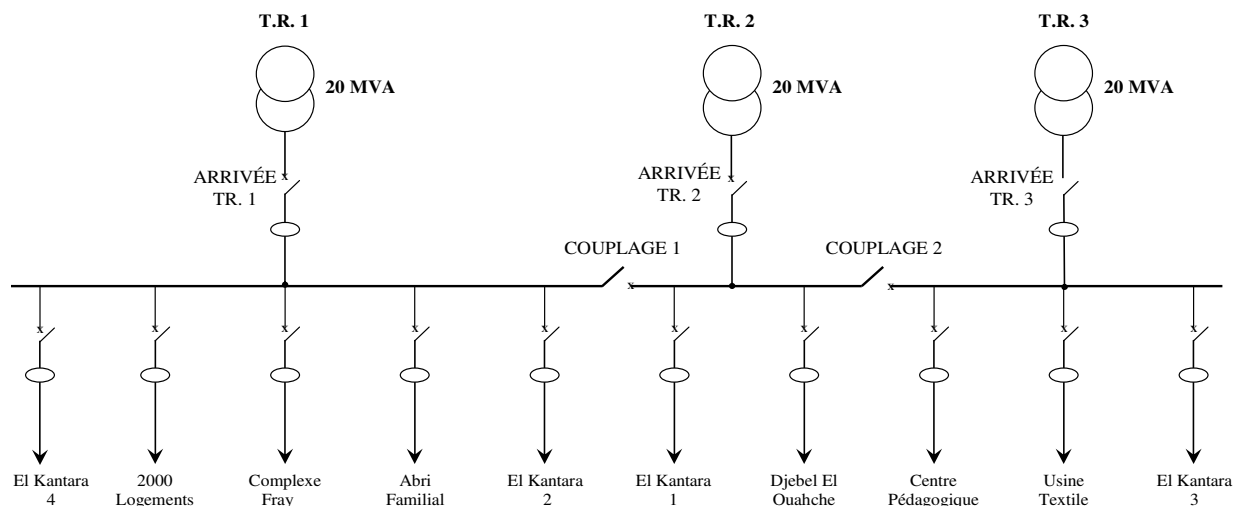 T.R. 1
T.R. 2
T.R. 3
20 MVA
20 MVA
20 MVA
ARRIVÉE
TR. 1
ARRIVÉE
TR. 2
ARRIVÉE
TR. 3
COUPLAGE 1
COUPLAGE 2
El Kantara
4
2000
Logements
Complexe
Fray
Abri
Familial
El Kantara
2
El Kantara
1
Djebel El
Ouahche
Centre
Pédagogique
Usine
Textile
El Kantara
3